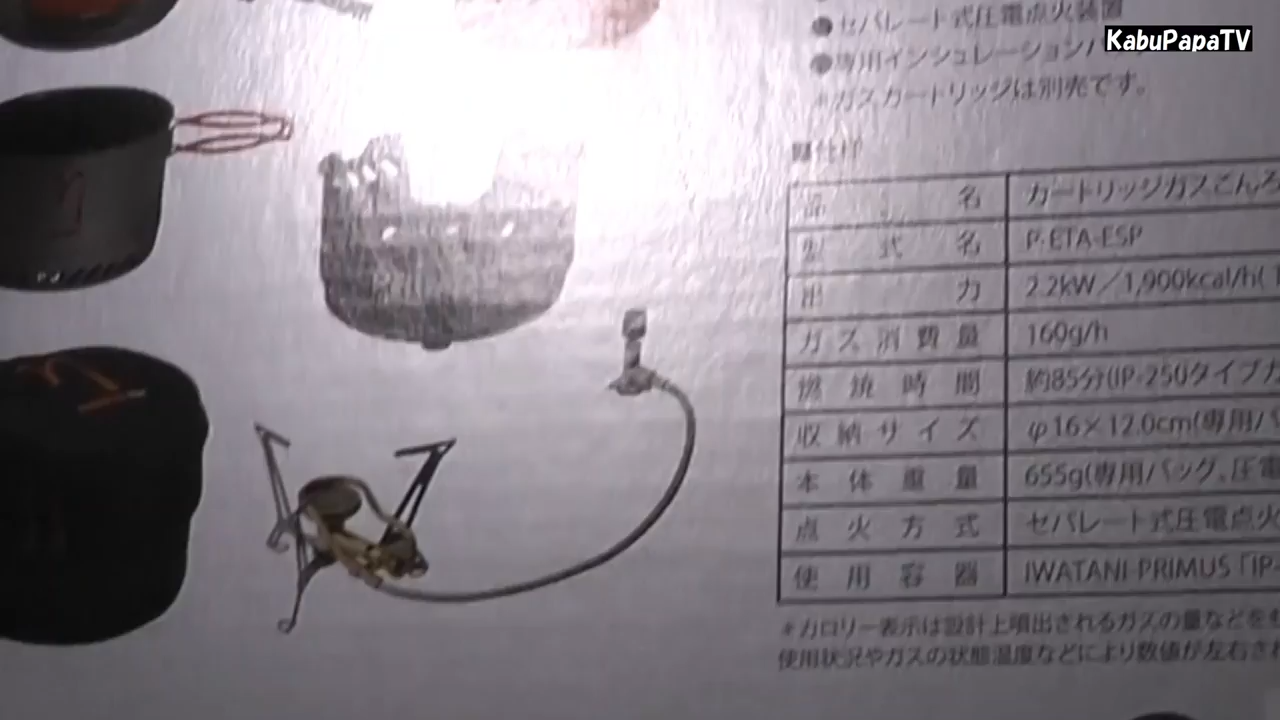 ●セパレート式圧電点火装置
KabuPapaTV
●専用インシュレーション
*ガスカートリッジは別売です。
■仕様
品名 カートリッジガスこんろ
型式名 P-ETA-ESP
出力 2.2kW/1,900kcal/h(
ガス消費量 160g/h
燃焼時間 約85分(IP-250タイプガ
収納サイズ φ16×12.0cm(専用バ
本体重量 655g(専用バッグ、圧電
点火方式 セパレート式圧電点火
使用容器 IWATANI-PRIMUS「IP-
*カロリー表示は設計上噴出されるガスの量などをも
使用状況やガスの状態温度などにより数値が左右され